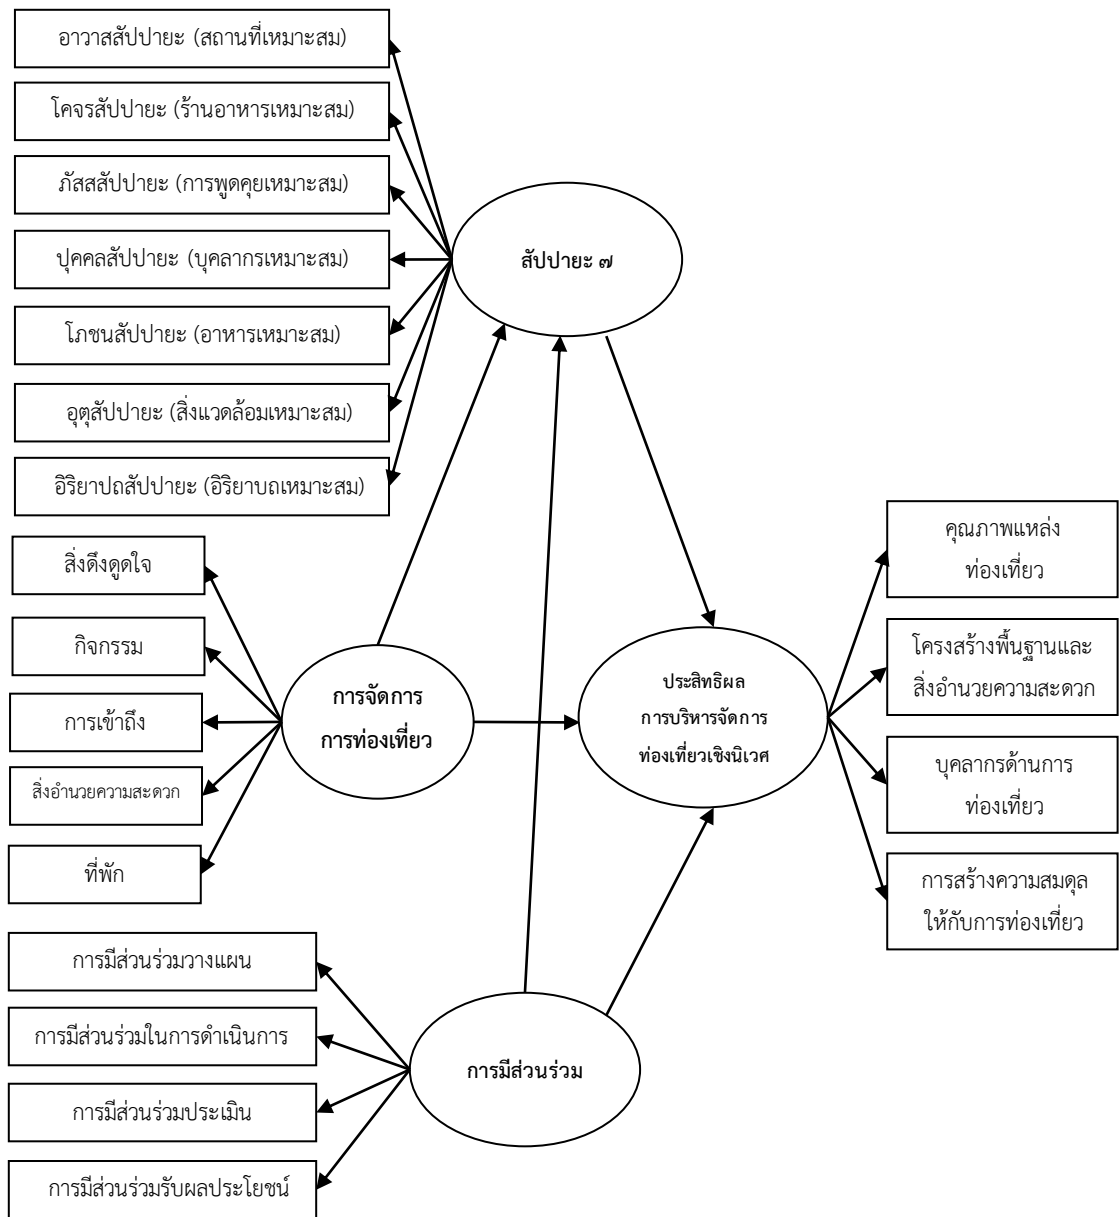 อาวาสสัปปายะ (สถานที่เหมาะสม)
โคจรสัปปายะ (ร้านอาหารเหมาะสม)
ภัสสสัปปายะ (การพูดคุยเหมาะสม)
ปุคคลสัปปายะ (บุคลากรเหมาะสม)
โภชนสัปปายะ (อาหารเหมาะสม)
อุตุสัปปายะ (สิ่งแวดล้อมเหมาะสม)
อิริยาปถสัปปายะ (อิริยาบถเหมาะสม)
สัปปายะ ๗
สิ่งดึงดูดใจ
กิจกรรม
การเข้าถึง
สิ่งอำนวยความสะดวก
ที่พัก
การจัดการ
การท่องเที่ยว
ประสิทธิผล
การบริหารจัดการ
ท่องเที่ยวเชิงนิเวศ
คุณภาพแหล่ง
ท่องเที่ยว
โครงสร้างพื้นฐานและ
สิ่งอำนวยความสะดวก
บุคลากรด้านการ
ท่องเที่ยว
การสร้างความสมดุล
ให้กับการท่องเที่ยว
การมีส่วนร่วมวางแผน
การมีส่วนร่วมในการดำเนินการ
การมีส่วนร่วมประเมิน
การมีส่วนร่วมรับผลประโยชน์
การมีส่วนร่วม